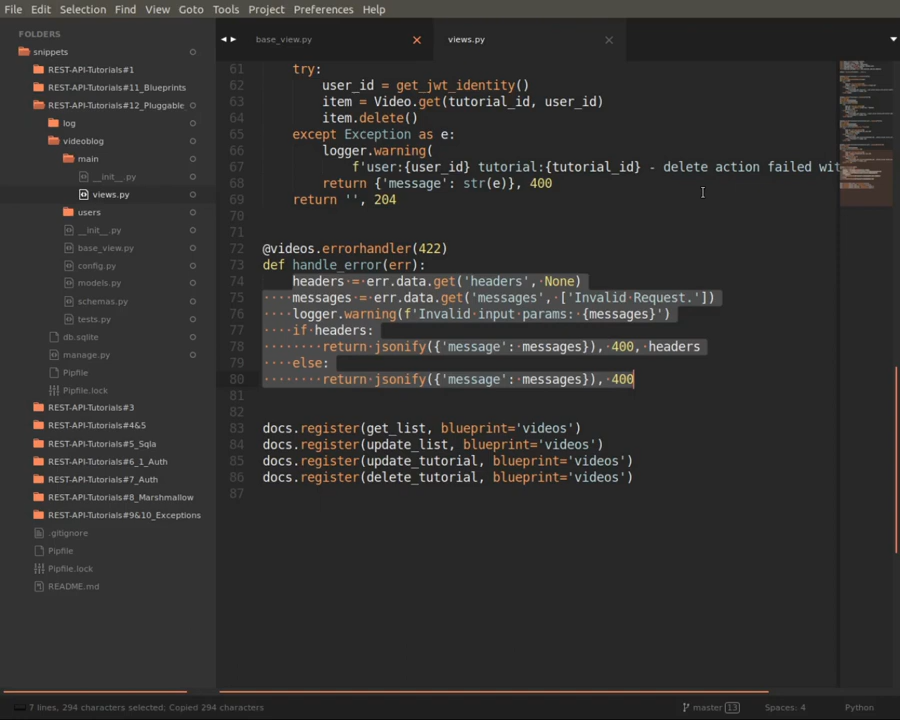 File Edit Selection Find View Goto Tools Project Preferences Help
FOLDERS
snippets
REST-API-Tutorials#1
REST-API-Tutorials#11_Blueprints
REST-API-Tutorials#12_Pluggable
log
videoblog
main
__init__.py
views.py
users
__init__.py
base_view.py
config.py
models.py
schemas.py
tests.py
db.sqlite
manage.py
Pipfile
Pipfile.lock
REST-API-Tutorials#3
REST-API-Tutorials#4&5
REST-API-Tutorials#5_Sqla
REST-API-Tutorials#6_1_Auth
REST-API-Tutorials#7_Auth
REST-API-Tutorials#8_Marshmallow
REST-API-Tutorials#9&10_Exceptions
.gitignore
Pipfile
Pipfile.lock
README.md
base_view.py
views.py
61 try:
62 user_id = get_jwt_identity()
63 item = Video.get(tutorial_id, user_id)
64 item.delete()
65 except Exception as e:
66 logger.warning(
67 f'user:{user_id} tutorial:{tutorial_id} - delete action failed wit
68 return {'message': str(e)}, 400
69 return '', 204
70
71
72 @videos.errorhandler(422)
73 def handle_error(err):
74 headers = err.data.get('headers', None)
75 messages = err.data.get('messages', ['Invalid Request.'])
76 logger.warning(f'Invalid input params: {messages}')
77 if headers:
78 return jsonify({'message': messages}), 400, headers
79 else:
80 return jsonify({'message': messages}), 400
81
82
83 docs.register(get_list, blueprint='videos')
84 docs.register(update_list, blueprint='videos')
85 docs.register(update_tutorial, blueprint='videos')
86 docs.register(delete_tutorial, blueprint='videos')
87
7 lines, 294 characters selected; Copied 294 characters
master 13
Spaces: 4
Python